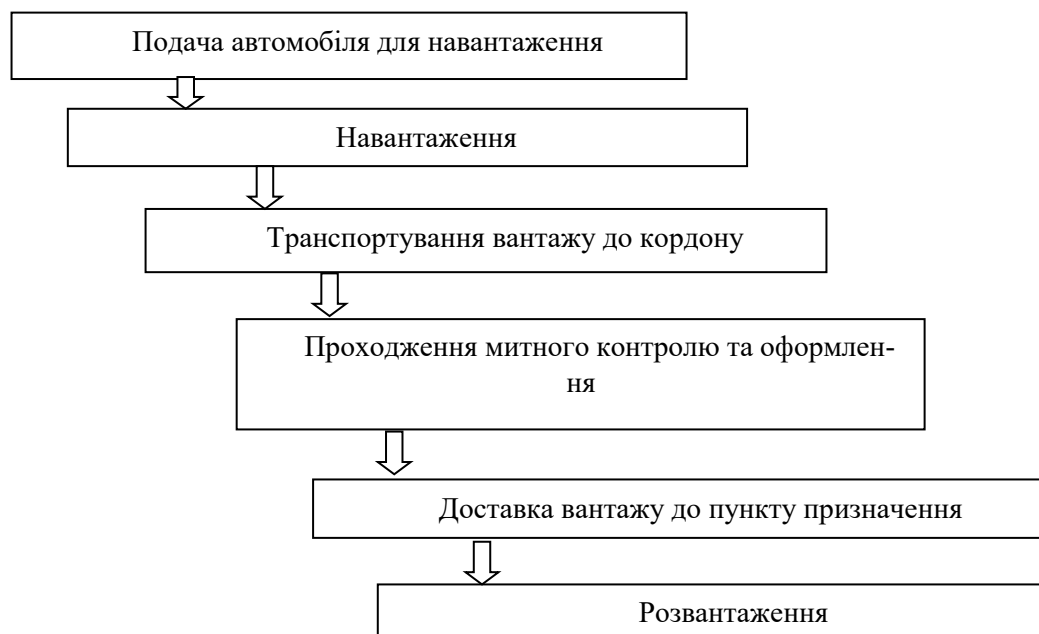 Подача автомобіля для навантаження
Навантаження
Транспортування вантажу до кордону
Проходження митного контролю та оформлен-
ня
Доставка вантажу до пункту призначення
Розвантаження